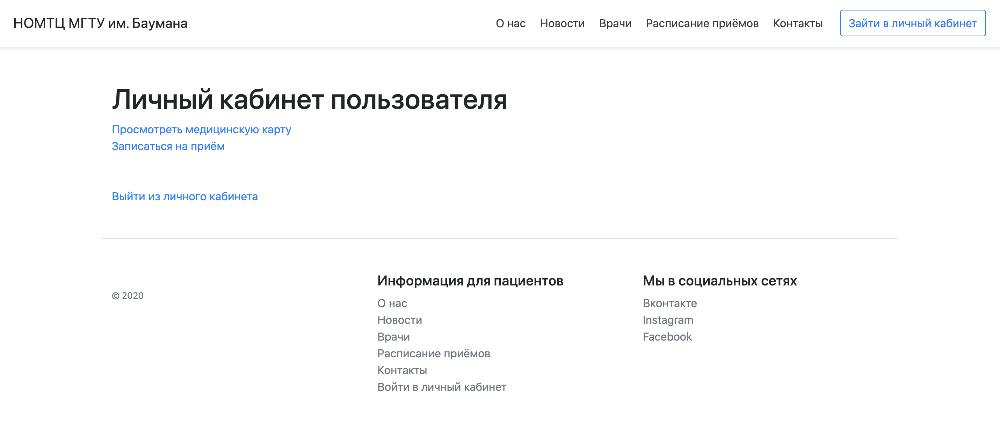 НОМТЦ МГТУ им. Баумана
О нас Новости Врачи Расписание приёмов Контакты Зайти в личный кабинет
Личный кабинет пользователя
Просмотреть медицинскую карту
Записаться на приём
Выйти из личного кабинета
© 2020
Информация для пациентов
О нас
Новости
Врачи
Расписание приёмов
Контакты
Войти в личный кабинет
Мы в социальных сетях
Вконтакте
Instagram
Facebook